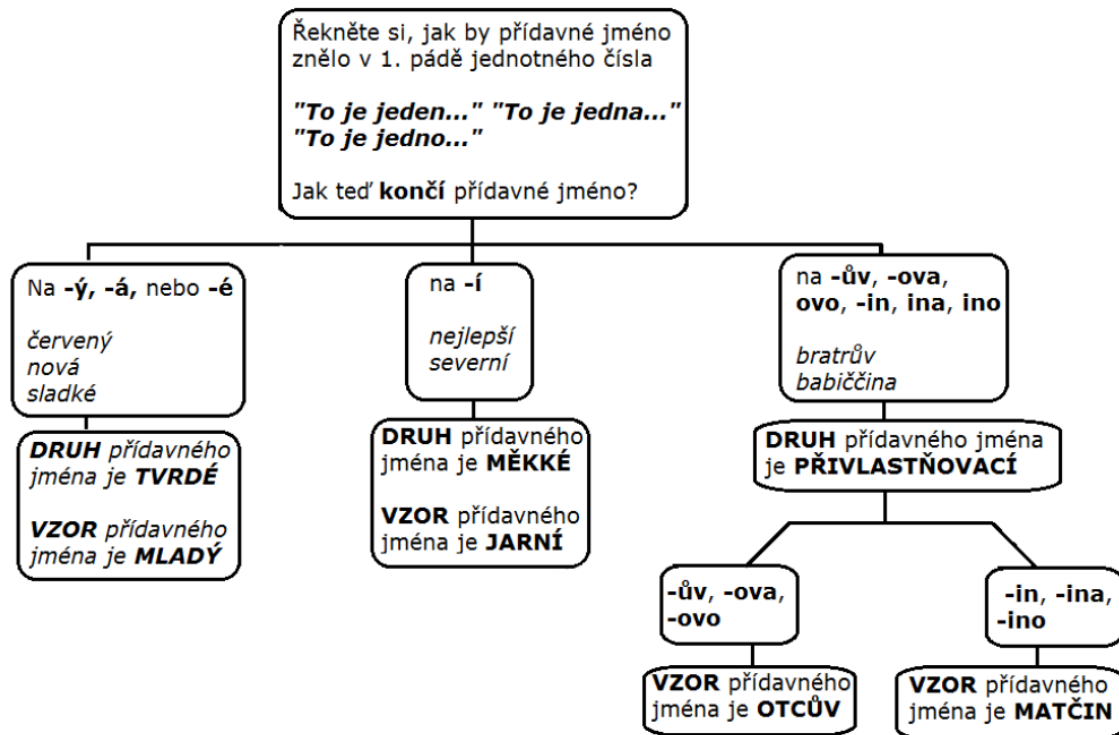 Řekněte si, jak by přídavné jméno
znělo v 1. pádě jednotného čísla
"To je jeden..." "To je jedna..."
"To je jedno..."
Jak teď končí přídavné jméno?
Na -ý, -á, nebo -é
červený
nová
sladké
DRUH přídavného
jména je TVRDÉ
VZOR přídavného
jména je MLADÝ
na -í
nejlepší
severní
DRUH přídavného
jména je MĚKKÉ
VZOR přídavného
jména je JARNÍ
na -ův, -ova,
ovo, -in, ina, ino
bratrův
babiččina
DRUH přídavného jména
je PŘIVLASTŇOVACÍ
-ův, -ova,
-ovo
VZOR přídavného
jména je OTCŮV
-in, -ina,
-ino
VZOR přídavného
jména je MATČIN